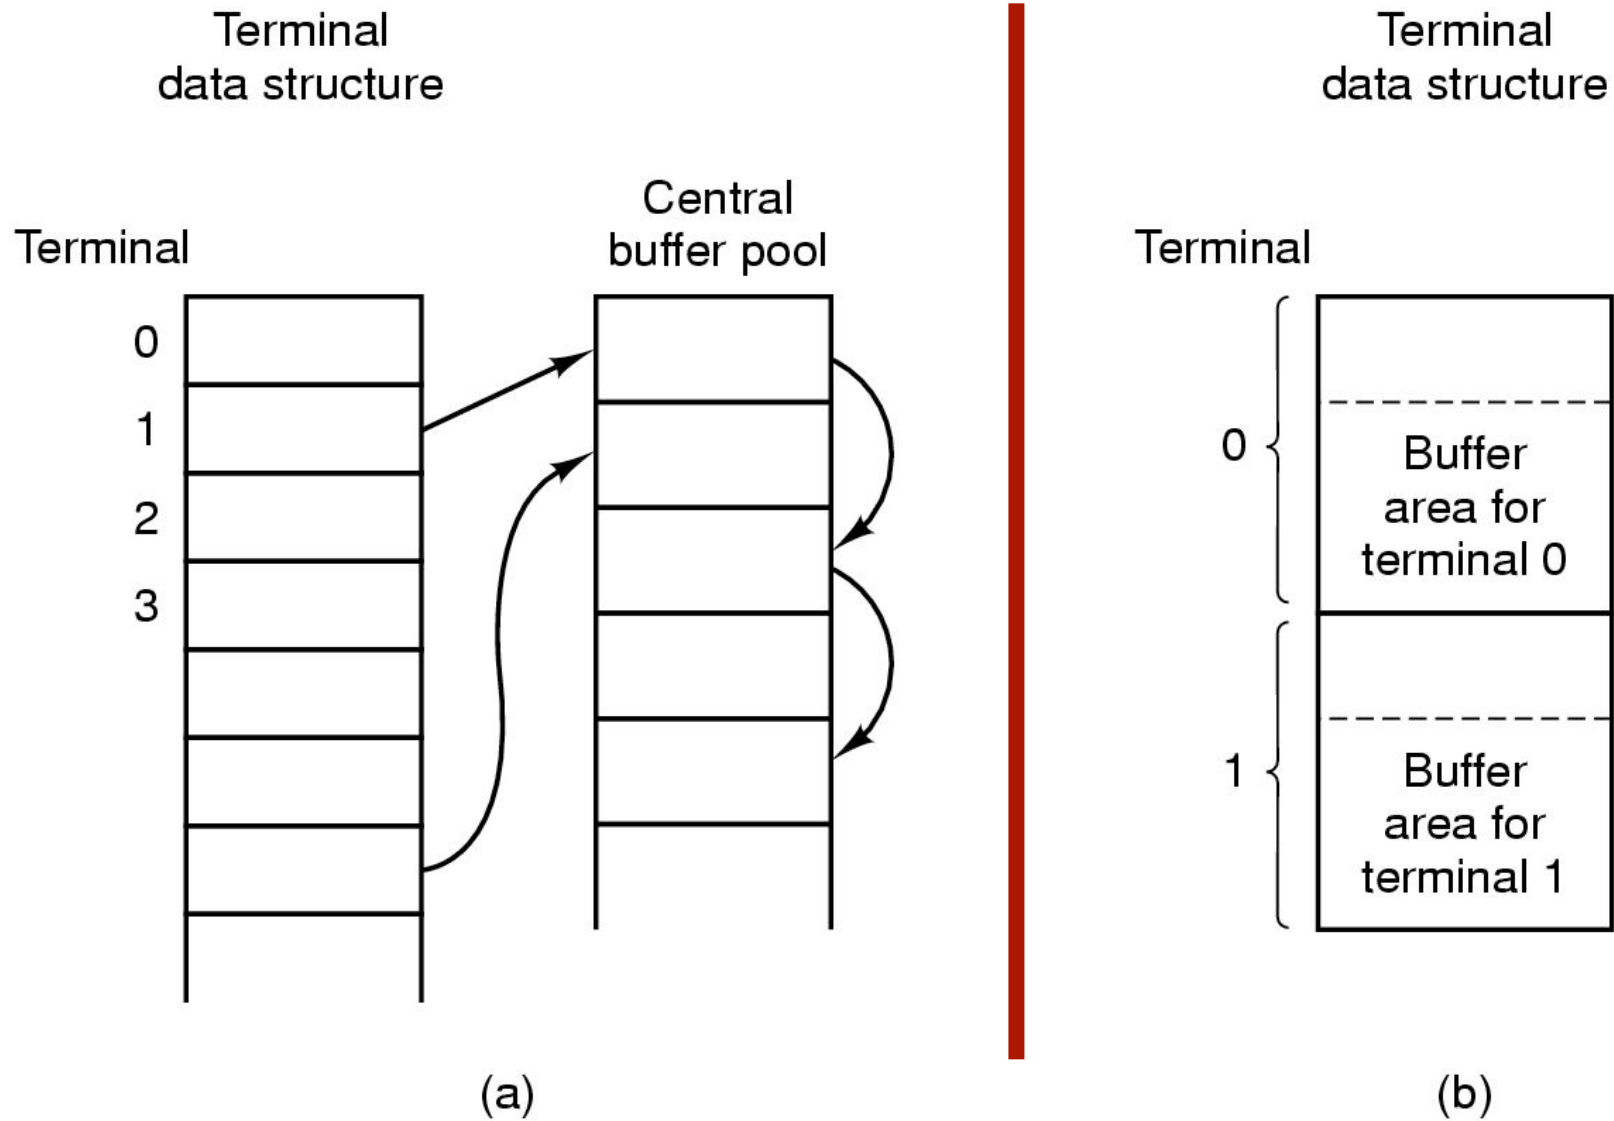 Terminal
data structure
Central
buffer pool
Terminal
0
1
2
3
(a)
Terminal
data structure
Terminal
0
Buffer
area for
terminal 0
1
Buffer
area for
terminal 1
(b)